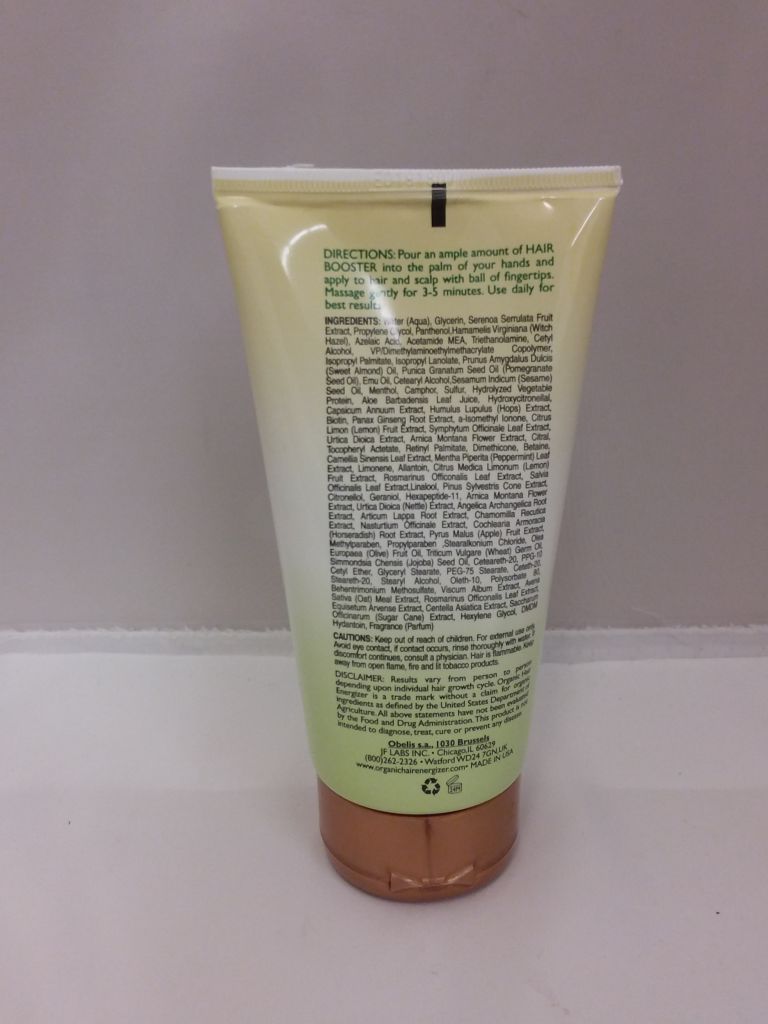 DIRECTIONS: Pour an ample amount of HAIR
BOOSTER into the palm of your hands and
apply to hair and scalp with ball of fingertips.
Massage gently for 3-5 minutes. Use daily for
best results
INGREDIENTS: Water (Aqua), Glycerin, Serenoa Serrulata Fruit
Extract, Propylene Glycol, Panthenol,Hamamelis Virginiana (Witch
Hazel), Azelaic Acid, Acetamide MEA, Triethanolamine, Cetyl
Alcohol, VP/Dimethylaminoethylmethacrylate Copolymer,
Isopropyl Palmitate, Isopropyl Lanolate, Prunus Amygdalus Dulcis
(Sweet Almond) Oil, Punica Granatum Seed Oil (Pomegranate
Seed Oil), Emu Oil, Cetearyl Alcohol,Sesamum Indicum (Sesame)
Seed Oil, Menthol, Camphor, Sulfur, Hydrolyzed Vegetable
Protein, Aloe Barbadensis Leaf Juice, Hydroxycitronellal,
Capsicum Annuum Extract, Humulus Lupulus (Hops) Extract,
Biotin, Panax Ginseng Root Extract, a-Isomethyl Ionone, Citrus
Limon (Lemon) Fruit Extract, Symphytum Officinale Leaf Extract,
Urtica Dioica Extract, Arnica Montana Flower Extract, Citral,
Tocopheryl Actetate, Retinyl Palmitate, Dimethicone, Betaine,
Camellia Sinensis Leaf Extract, Mentha Piperita (Peppermint) Leaf
Extract, Limonene, Allantoin, Citrus Medica Limonum (Lemon)
Fruit Extract, Rosmarinus Officonalis Leaf Extract, Salvia
Officinalis Leaf Extract,Linalool, Pinus Sylvestris Cone Extract,
Citronellol, Geraniol, Hexapeptide-11, Arnica Montana Flower
Extract, Urtica Dioica (Nettle) Extract, Angelica Archangelica Root
Extract, Articum Lappa Root Extract, Chamomilla Recutica
Extract, Nasturtium Officinale Extract, Cochlearia Armoracia
(Horseradish) Root Extract, Pyrus Malus (Apple) Fruit Extract,
Methylparaben, Propylparaben ,Stearalkonium Chloride, Olea
Europaea (Olive) Fruit Oil, Triticum Vulgare (Wheat) Germ Oil,
Simmondsia Chensis (Jojoba) Seed Oil, Ceteareth-20, PPG-10
Cetyl Ether, Glyceryl Stearate, PEG-75 Stearate, Ceteth-20,
Steareth-20, Stearyl Alcohol, Oleth-10, Polysorbate 80,
Behentrimonium Methosulfate, Viscum Album Extract, Avena
Sativa (Oat) Meal Extract, Rosmarinus Officonalis Leaf Extract,
Equisetum Arvense Extract, Centella Asiatica Extract, Saccharum
Officinarum (Sugar Cane) Extract, Hexylene Glycol, DMDM
Hydantoin, Fragrance (Parfum)
CAUTIONS: Keep out of reach of children. For external use only.
Avoid eye contact, if contact occurs, rinse thoroughly with water. If
discomfort continues, consult a physician. Hair is flammable. Keep
away from open flame, fire and lit tobacco products.
DISCLAIMER: Results vary from person to person
depending upon individual hair growth cycle. Organic Hair
Energizer is a trade mark without a claim for organic
ingredients as defined by the United States Department of
Agriculture. All above statements have not been evaluated
by the Food and Drug Administration. This product is not
intended to diagnose, treat, cure or prevent any disease.
Obelis s.a., 1030 Brussels
JF LABS INC. • Chicago,IL 60629
(800)262-2326 • Watford WD24 7GN,UK
www.organichairenergizer.com• MADE IN USA
24M